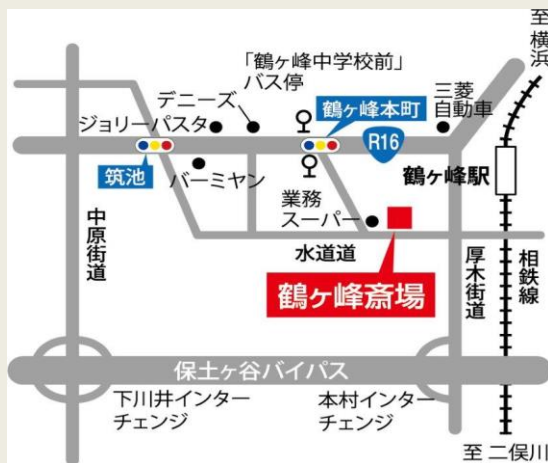 至
横
浜
「鶴ヶ峰中学校前」
バス停
デニーズ
三菱
自動車
鶴ヶ峰本町
ジョリーパスタ
R16
筑池
バーミヤン
鶴ヶ峰駅
業務
スーパー
中原街道
水道道
厚木街道
相鉄線
鶴ヶ峰斎場
保土ヶ谷バイパス
下川井インター
チェンジ
本村インター
チェンジ
至 二俣川